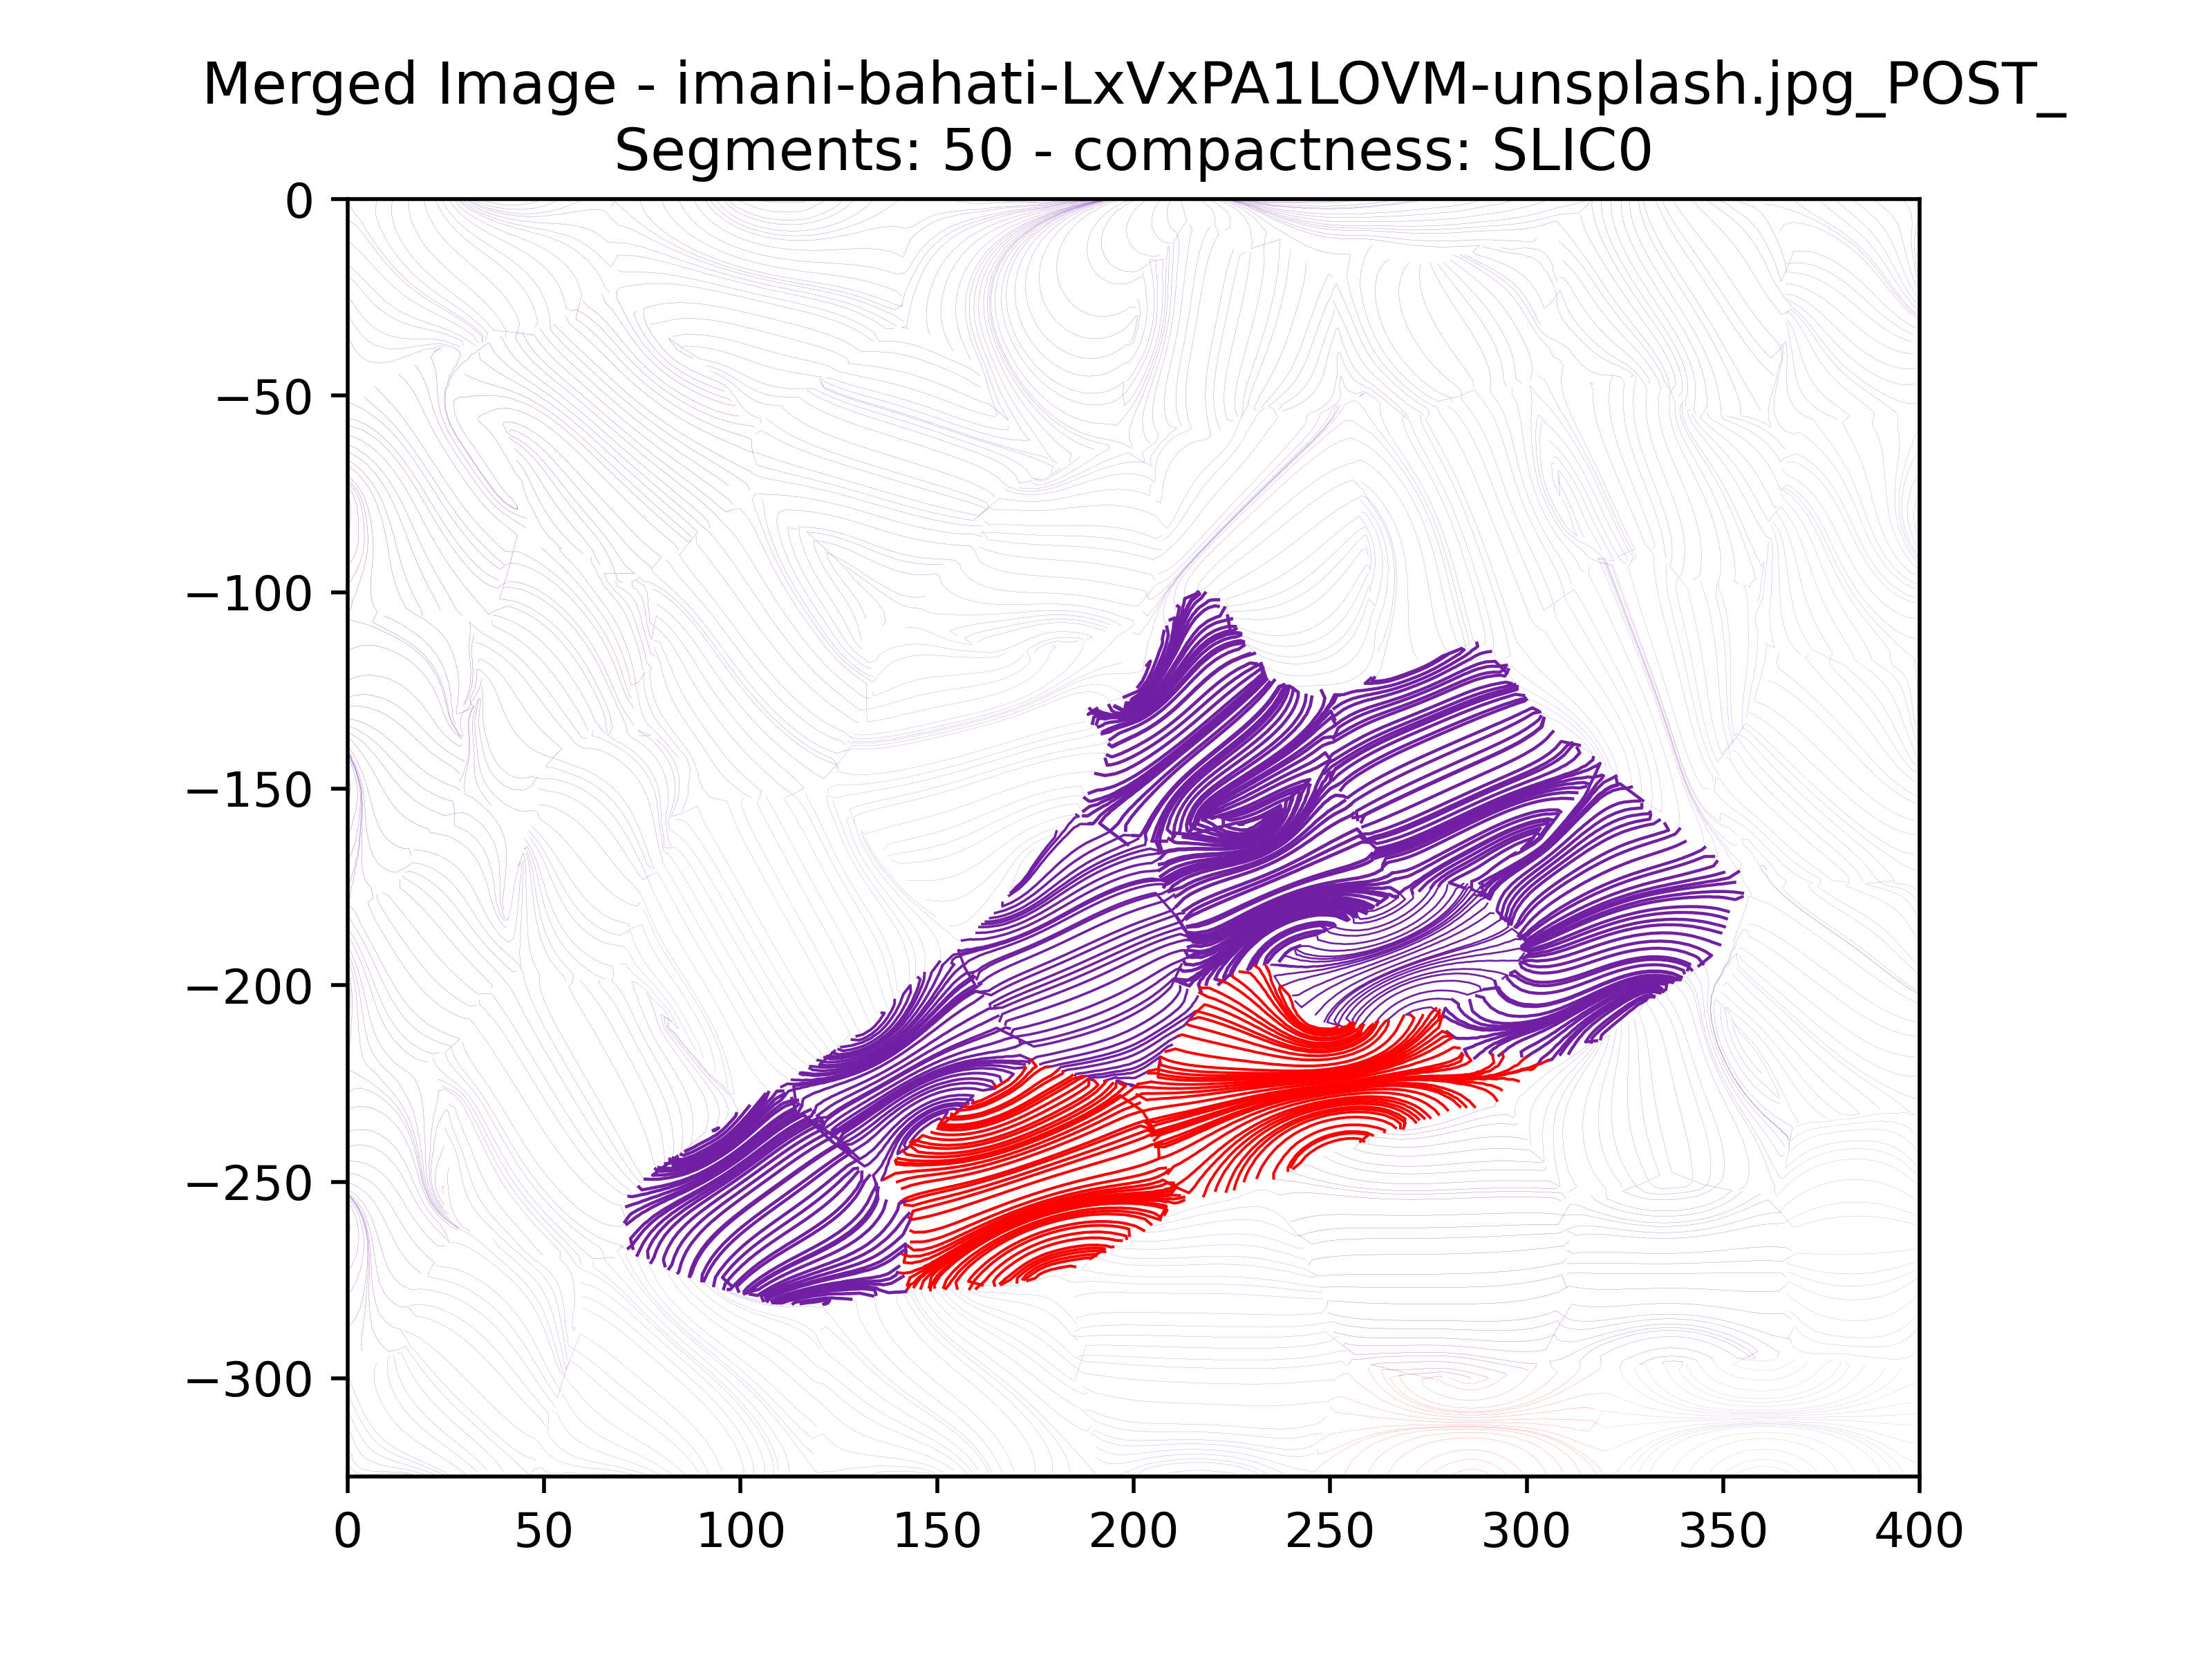 Merged Image - imani-bahati-LxVxPA1LOVM-unsplash.jpg_POST_
Segments: 50 - compactness: SLIC0
0
−50
−100
−150
−200
−250
−300
0 50 100 150 200 250 300 350 400